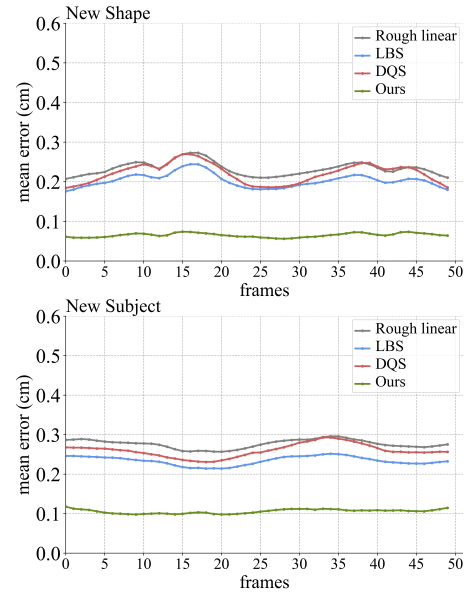 New Shape
0.6
0.5
0.4
0.3
0.2
0.1
0.0
mean error (cm)
Rough linear
LBS
DQS
Ours
0 5 10 15 20 25 30 35 40 45 50
frames
New Subject
0.6
0.5
0.4
0.3
0.2
0.1
0.0
mean error (cm)
Rough linear
LBS
DQS
Ours
0 5 10 15 20 25 30 35 40 45 50
frames